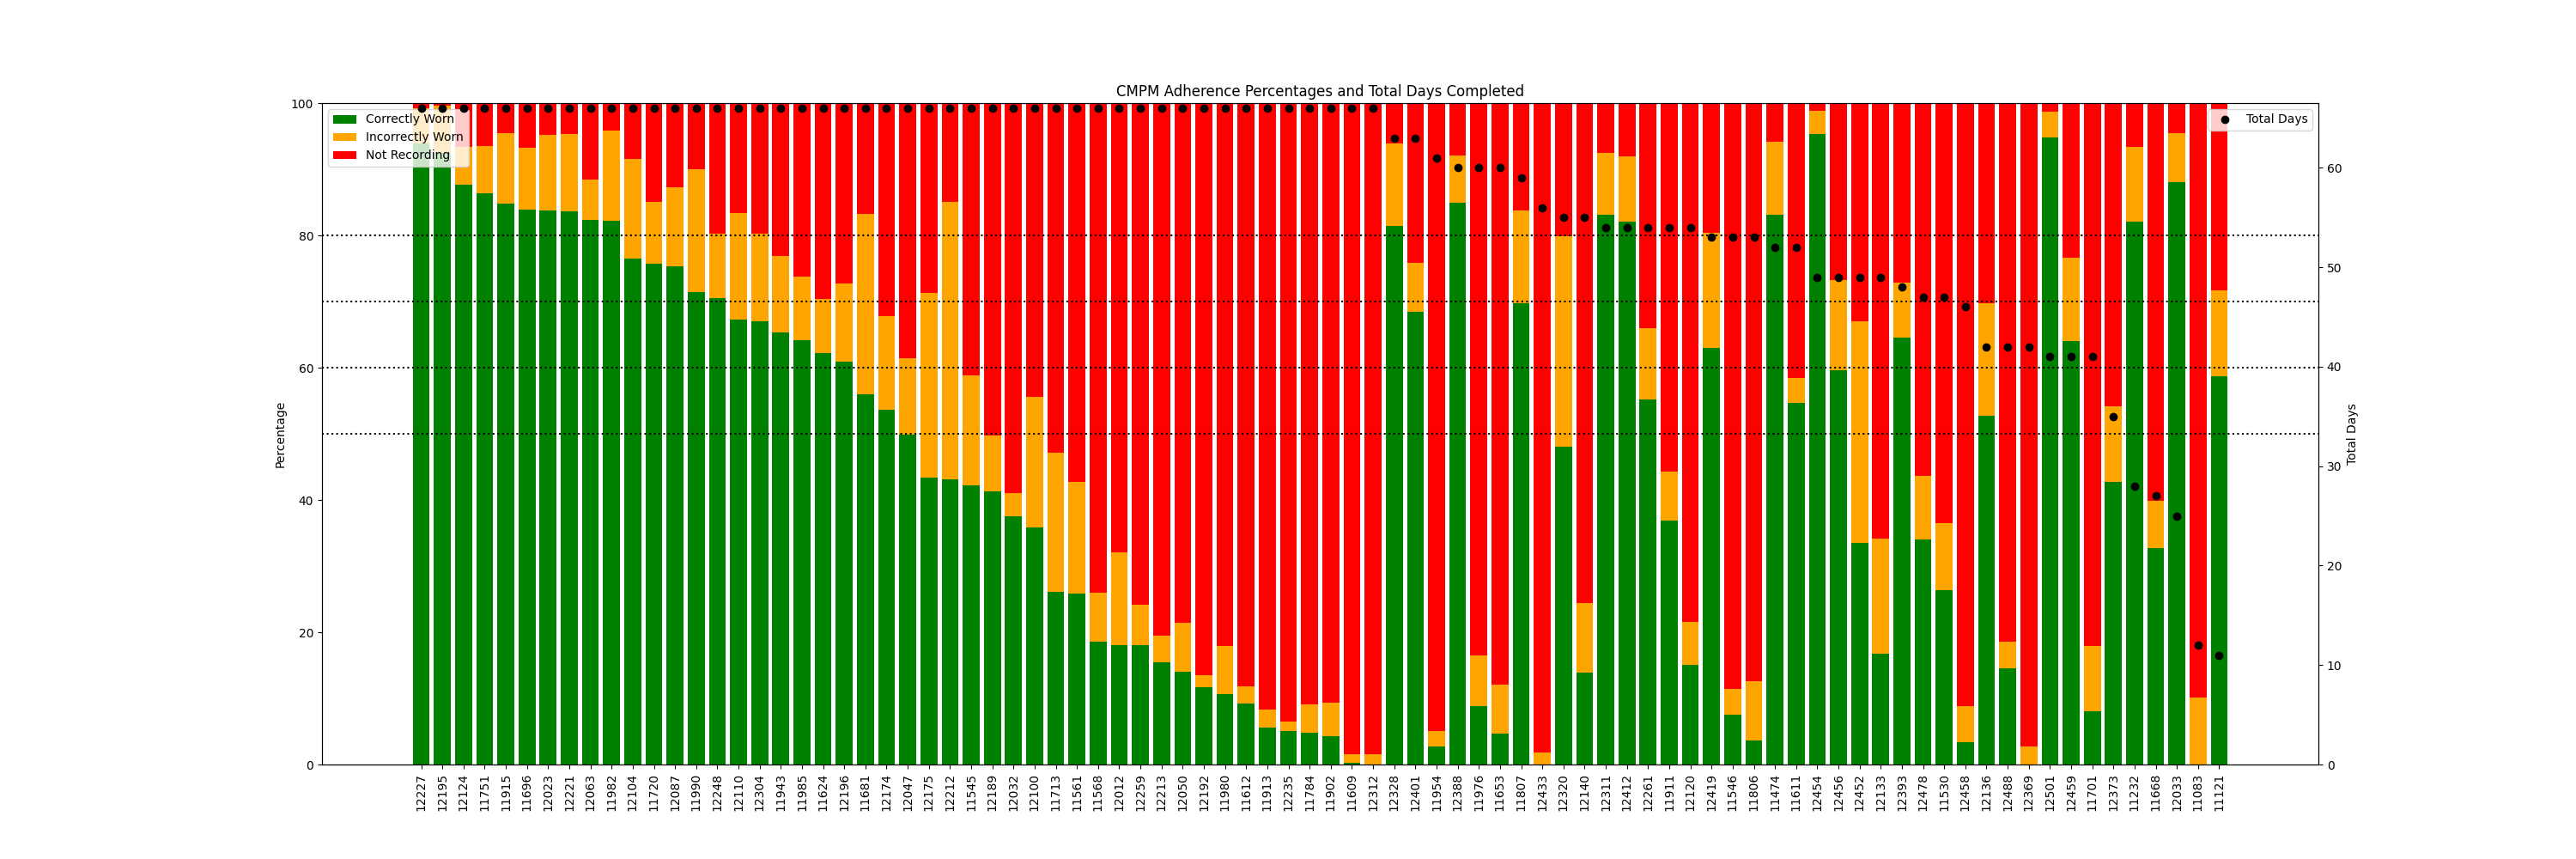 CMPM Adherence Percentages and Total Days Completed
Correctly Worn
Incorrectly Worn
Not Recording
Total Days
Percentage
100
80
60
40
20
0
Total Days
60
50
40
30
20
10
0
12227 12195 12124 11751 11915 11696 12023 12221 12063 11982 12104 11720 12087 11990 12248 12110 12304 11943 11985 11624 12196 11681 12174 12047 12175 12212 11545 12189 12032 12100 11713 11561 11568 12012 12259 12213 12050 12192 11980 11612 11913 12235 11784 11902 11609 12312 12328 12401 11954 12388 11976 11653 11807 12433 12320 12140 12311 12412 12261 11911 12120 12419 11546 11806 11474 11611 12454 12456 12452 12133 12393 12478 11530 12458 12136 12488 12369 12501 12459 11701 12373 11232 11668 12033 11083 11121